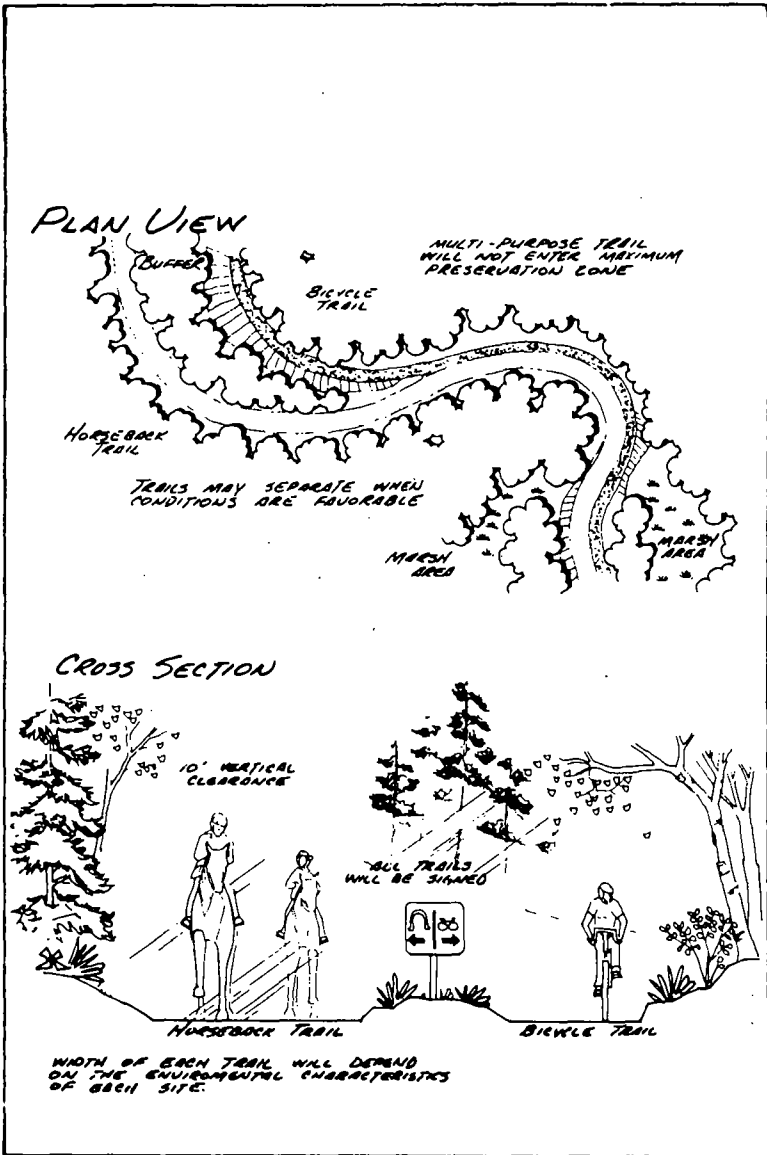 PLAN VIEW
BUFFER
BICYCLE
TRAIL
MULTI-PURPOSE TRAIL
WILL NOT ENTER MAXIMUM
PRESERVATION ZONE
HORSEBACK
TRAIL
TRAILS MAY SEPARATE WHEN
CONDITIONS ARE FAVORABLE
MARSH
AREA
MARSH
AREA
CROSS SECTION
10' VERTICAL
CLEARANCE
ALL TRAILS
WILL BE SIGNED
HORSEBACK TRAIL
BICYCLE TRAIL
WIDTH OF EACH TRAIL WILL DEPEND
ON THE ENVIROMENTAL CHARACTERISTICS
OF EACH SITE.